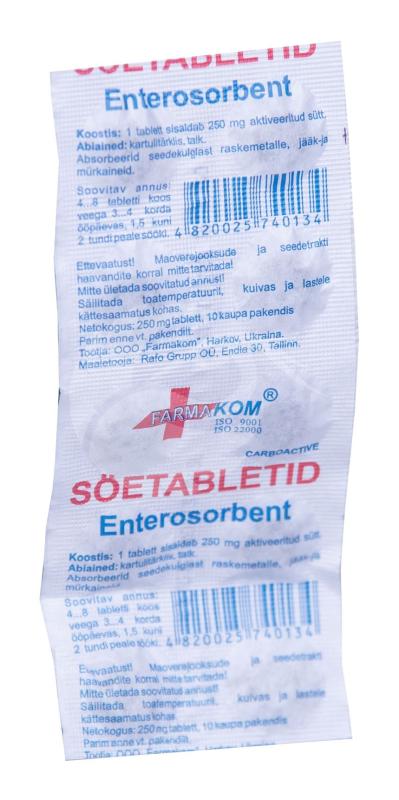 SÖETABLETID
Enterosorbent
Koostis: 1 tablett sisaldab 250 mg aktiveeritud sütt.
Abiained: kartulitärklis, talk.
Absorbeerid seedekulglast raskemetalle, jääk-ja
mürkaineid.
Soovitav annus:
4...8 tabletti koos
veega 3...4 korda
ööpäevas, 1,5 kuni
2 tundi peale sööki.
4 820025 740134
Ettevaatust! Maoverejooksude ja seedetrakti
haavandite korral mitte tarvitada!
Mitte ületada soovitatud annust!
Säilitada toatemperatuuril, kuivas ja lastele
kättesaamatus kohas.
Netokogus: 250 mg tablett, 10 kaupa pakendis
Parim enne vt. pakendilt.
Tootja: OOO „Farmakom", Harkov, Ukraina.
Maaletooja: Rafo Grupp OÜ, Endla 30, Tallinn.
FARMAKOM®
ISO 9001
ISO 22000
CARBOACTIVE
SÖETABLETID
Enterosorbent
Koostis: 1 tablett sisaldab 250 mg aktiveeritud sütt.
Abiained: kartulitärklis, talk.
Absorbeerid seedekulglast raskemetalle, jääk-ja
mürkaineid.
Soovitav annus:
4...8 tabletti koos
veega 3...4 korda
ööpäevas, 1,5 kuni
2 tundi peale sööki.
4 820025 740134
Ettevaatust! Maoverejooksude ja seedetrakti
haavandite korral mitte tarvitada!
Mitte ületada soovitatud annust!
Säilitada toatemperatuuril, kuivas ja lastele
kättesaamatus kohas.
Netokogus: 250 mg tablett, 10 kaupa pakendis
Parim enne vt. pakendilt.
Tootja: OOO „Farmakom", Harkov, Ukraina.